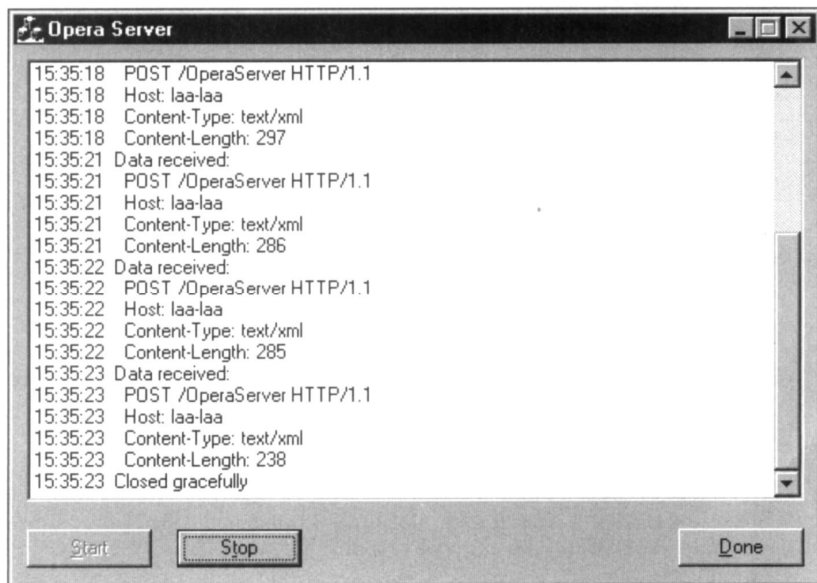 Opera Server
15:35:18 POST /OperaServer HTTP/1.1
15:35:18 Host: laa-laa
15:35:18 Content-Type: text/xml
15:35:18 Content-Length: 297
15:35:21 Data received:
15:35:21 POST /OperaServer HTTP/1.1
15:35:21 Host: laa-laa
15:35:21 Content-Type: text/xml
15:35:21 Content-Length: 286
15:35:22 Data received:
15:35:22 POST /OperaServer HTTP/1.1
15:35:22 Host: laa-laa
15:35:22 Content-Type: text/xml
15:35:22 Content-Length: 285
15:35:23 Data received:
15:35:23 POST /OperaServer HTTP/1.1
15:35:23 Host: laa-laa
15:35:23 Content-Type: text/xml
15:35:23 Content-Length: 238
15:35:23 Closed gracefully
Start Stop Done